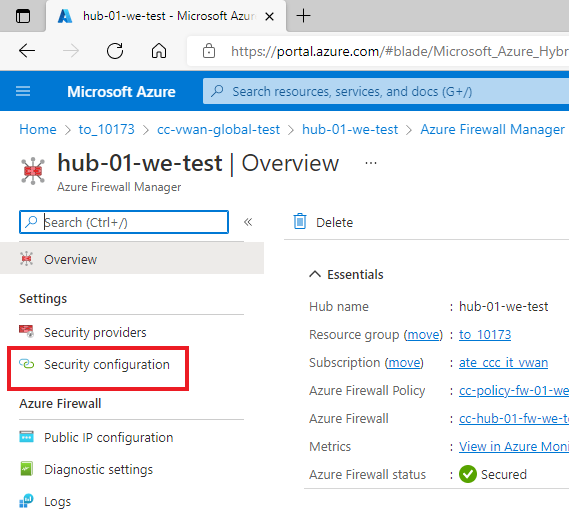 hub-01-we-test - Microsoft Azur
https://portal.azure.com/#blade/Microsoft_Azure_Hybr
Microsoft Azure
Search resources, services, and docs (G+/)
Home > to_10173 > cc-vwan-global-test > hub-01-we-test > Azure Firewall Manager
hub-01-we-test | Overview ...
Azure Firewall Manager
Search (Ctrl+/) «
Delete
Overview
Essentials
Settings
Hub name : hub-01-we-test
Security providers
Resource group (move) : to_10173
Security configuration
Subscription (move) : ate_ccc_it_vwan
Azure Firewall Policy : cc-policy-fw-01-we
Azure Firewall
Azure Firewall : cc-hub-01-fw-we-t
Public IP configuration
Metrics : View in Azure Moni
Diagnostic settings
Azure Firewall status : Secured
Logs